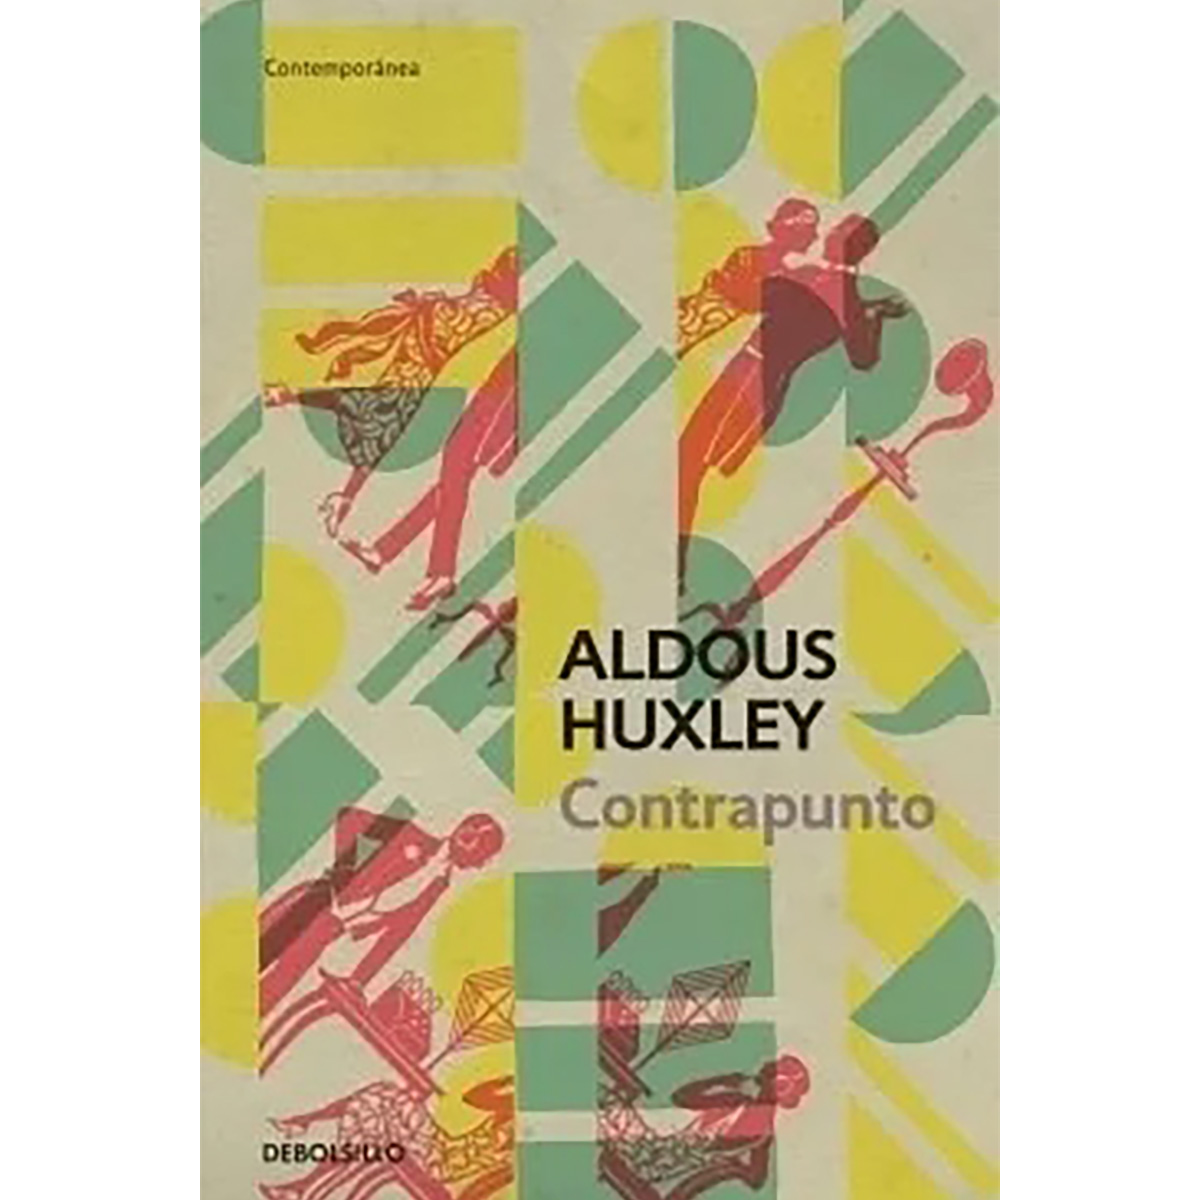 Contemporánea
ALDOUS
HUXLEY
Contrapunto
DEBOLSILLO